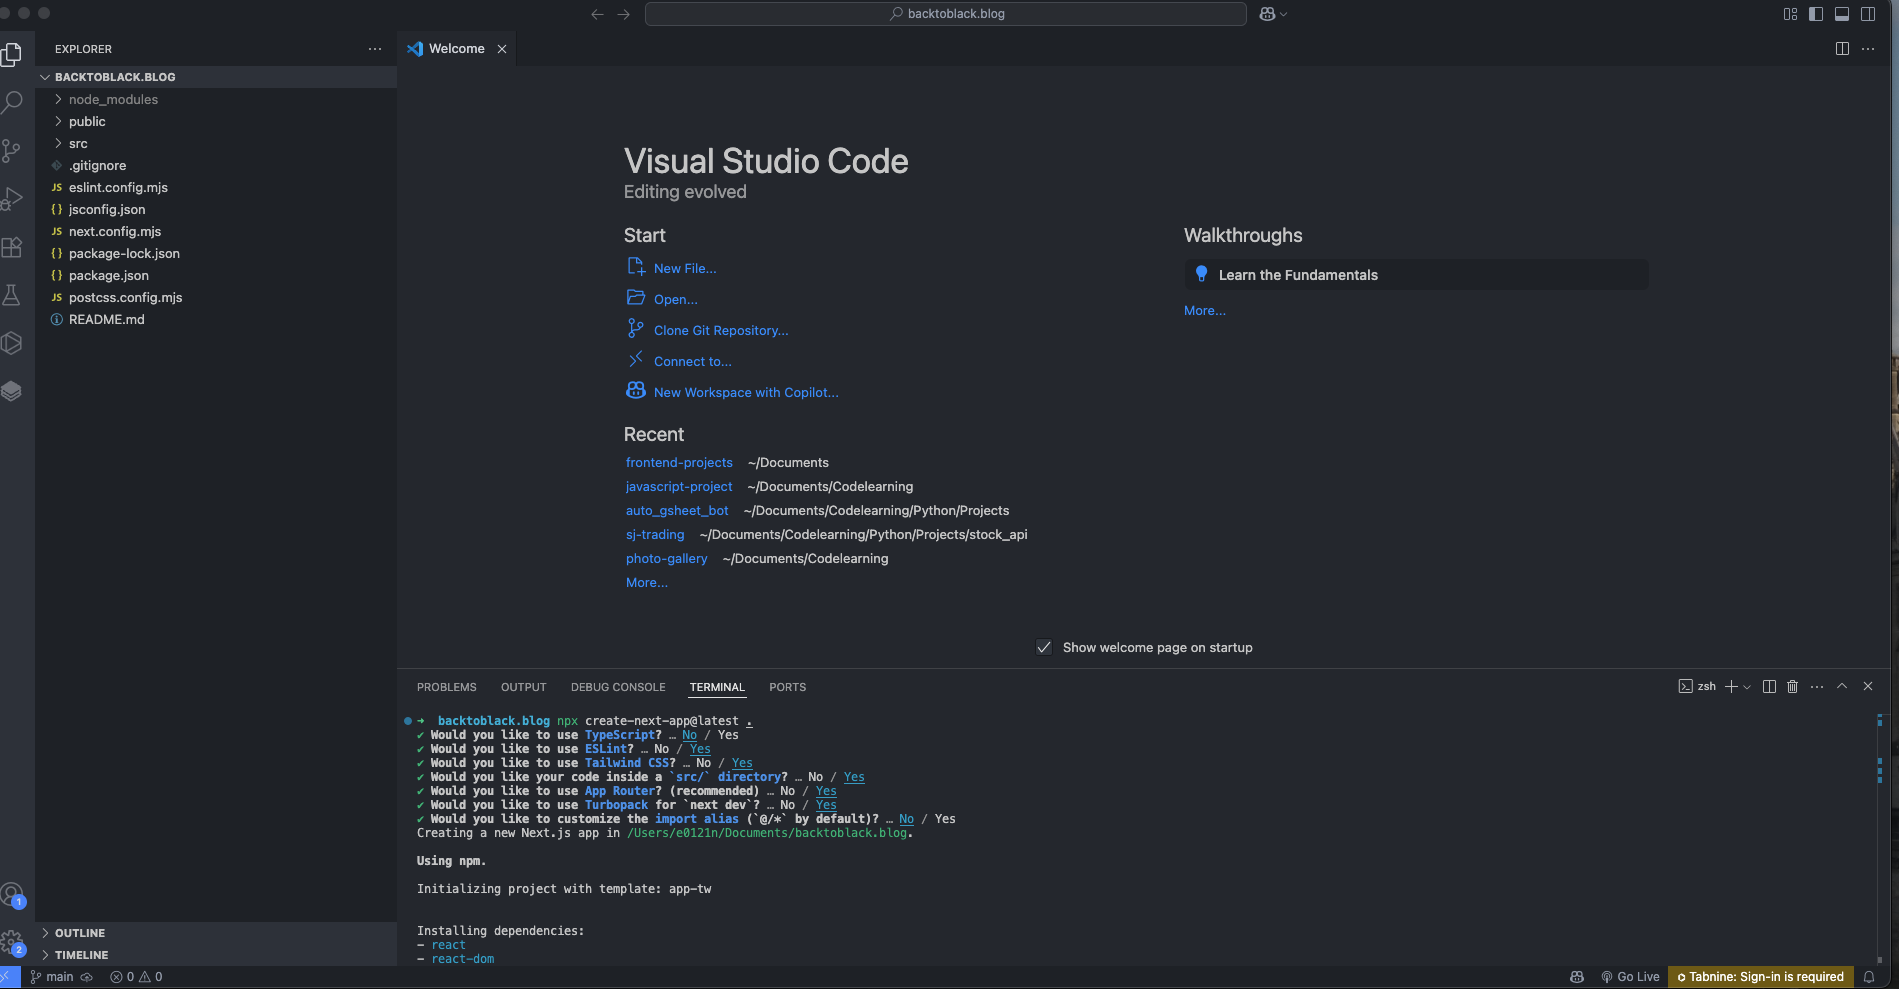 backtoblack.blog
EXPLORER
Welcome
BACKTOBLACK.BLOG
node_modules
public
src
.gitignore
JS eslint.config.mjs
{} jsconfig.json
JS next.config.mjs
{} package-lock.json
{} package.json
JS postcss.config.mjs
README.md
OUTLINE
TIMELINE
Visual Studio Code
Editing evolved
Start
New File...
Open...
Clone Git Repository...
Connect to...
New Workspace with Copilot...
Recent
frontend-projects ~/Documents
javascript-project ~/Documents/Codelearning
auto_gsheet_bot ~/Documents/Codelearning/Python/Projects
sj-trading ~/Documents/Codelearning/Python/Projects/stock_api
photo-gallery ~/Documents/Codelearning
More...
Walkthroughs
Learn the Fundamentals
More...
Show welcome page on startup
PROBLEMS OUTPUT DEBUG CONSOLE TERMINAL PORTS
zsh
➜ backtoblack.blog npx create-next-app@latest .
✔ Would you like to use TypeScript? … No / Yes
✔ Would you like to use ESLint? … No / Yes
✔ Would you like to use Tailwind CSS? … No / Yes
✔ Would you like your code inside a `src/` directory? … No / Yes
✔ Would you like to use App Router? (recommended) … No / Yes
✔ Would you like to use Turbopack for `next dev`? … No / Yes
✔ Would you like to customize the import alias (`@/*` by default)? … No / Yes
Creating a new Next.js app in /Users/e0121n/Documents/backtoblack.blog.
Using npm.
Initializing project with template: app-tw
Installing dependencies:
- react
- react-dom
1
2
main
0 0
Go Live
Tabnine: Sign-in is required